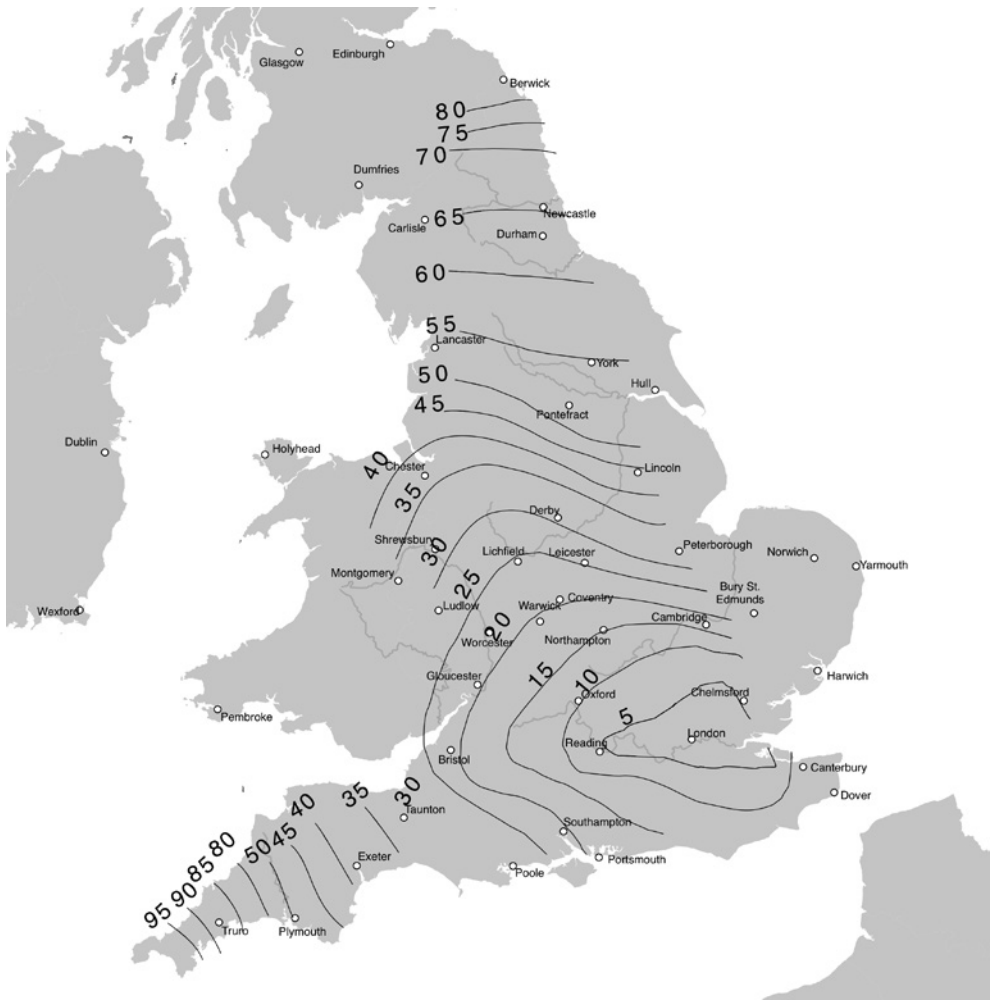 Glasgow
Edinburgh
Berwick
80
75
70
Dumfries
Carlisle
65
Newcastle
Durham
60
55
Lancaster
York
50
Hull
45
Pontefract
Dublin
Holyhead
40
Chester
Lincoln
35
Derby
Shrewsbury
30
Lichfield
Leicester
Peterborough
Norwich
Yarmouth
Montgomery
25
Bury St.
Edmunds
Ludlow
Warwick
Coventry
Wexford
20
Worcester
Northampton
Cambridge
Gloucester
15
10
Oxford
Chelmsford
Harwich
Pembroke
5
London
Reading
Bristol
Canterbury
Dover
30
35
40
Taunton
Southampton
45
50
80
85
90
95
Exeter
Portsmouth
Poole
Truro
Plymouth